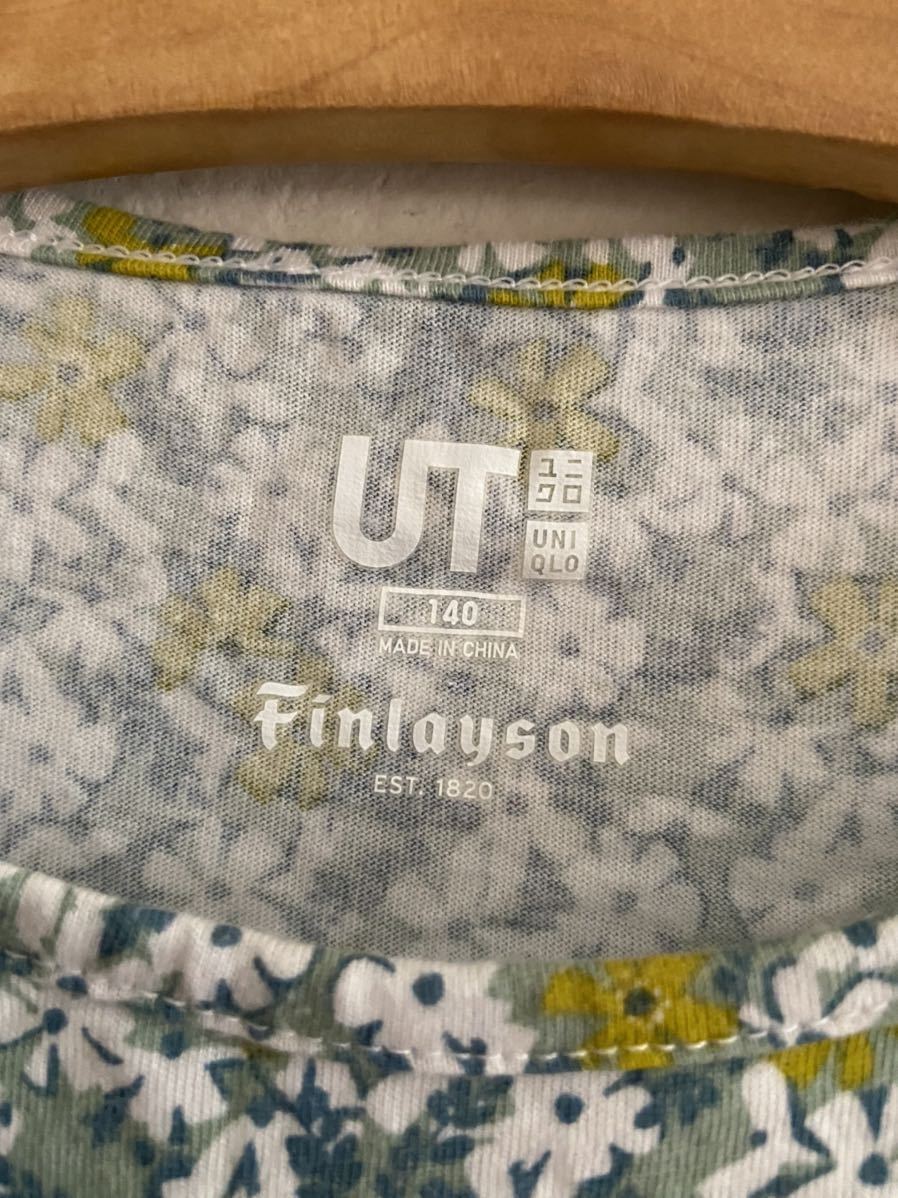 UT
ユニ
クロ
UNI
QLO
140
MADE IN CHINA
Finlayson
EST. 1820